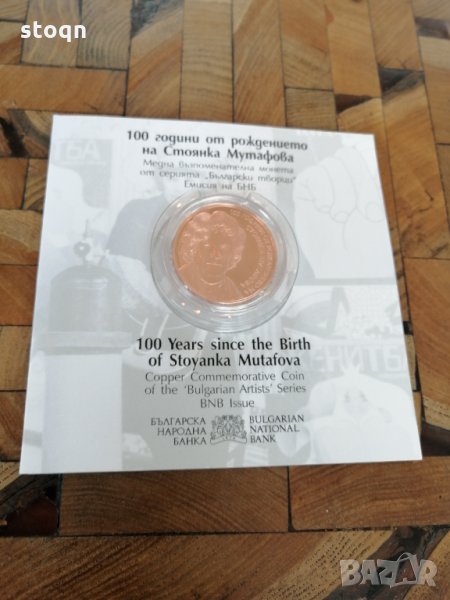 stoqn
ТБА
100 години от рождението
на Стоянка Мутафова
Медна възпоменателна монета
от серията „Български творци“
Емисия на БНБ
100 Years since the Birth
of Stoyanka Mutafova
Copper Commemorative Coin
of the 'Bulgarian Artists' Series
BNB Issue
БЪЛГАРСКА
НАРОДНА
БАНКА
BULGARIAN
NATIONAL
BANK
BAZAR